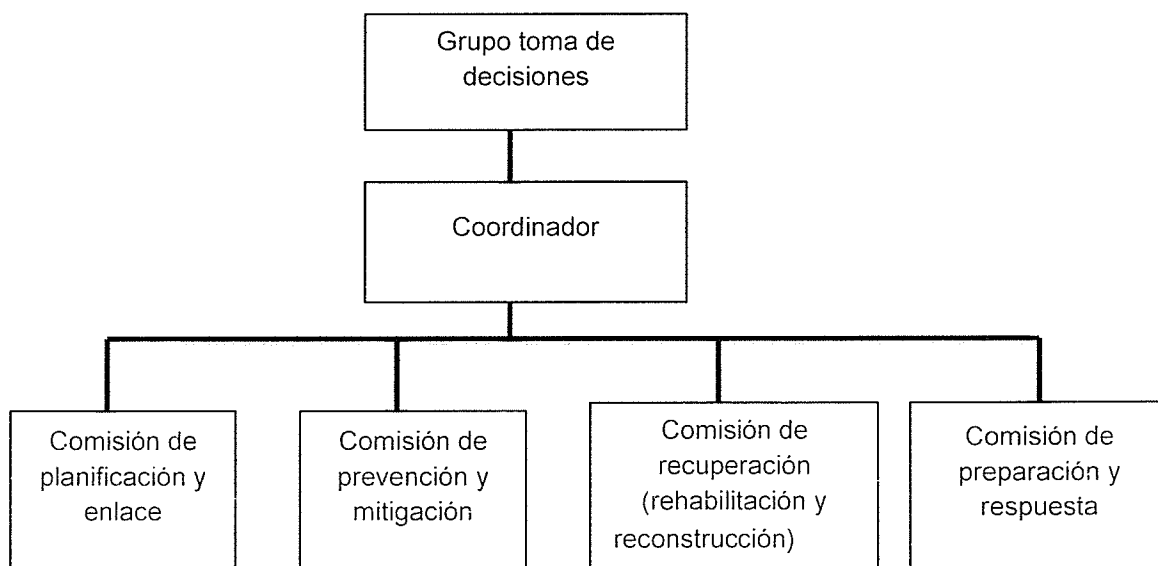 Grupo toma de
decisiones
Coordinador
Comisión de
planificación y
enlace
Comisión de
prevención y
mitigación
Comisión de
recuperación
(rehabilitación y
reconstrucción)
Comisión de
preparación y
respuesta